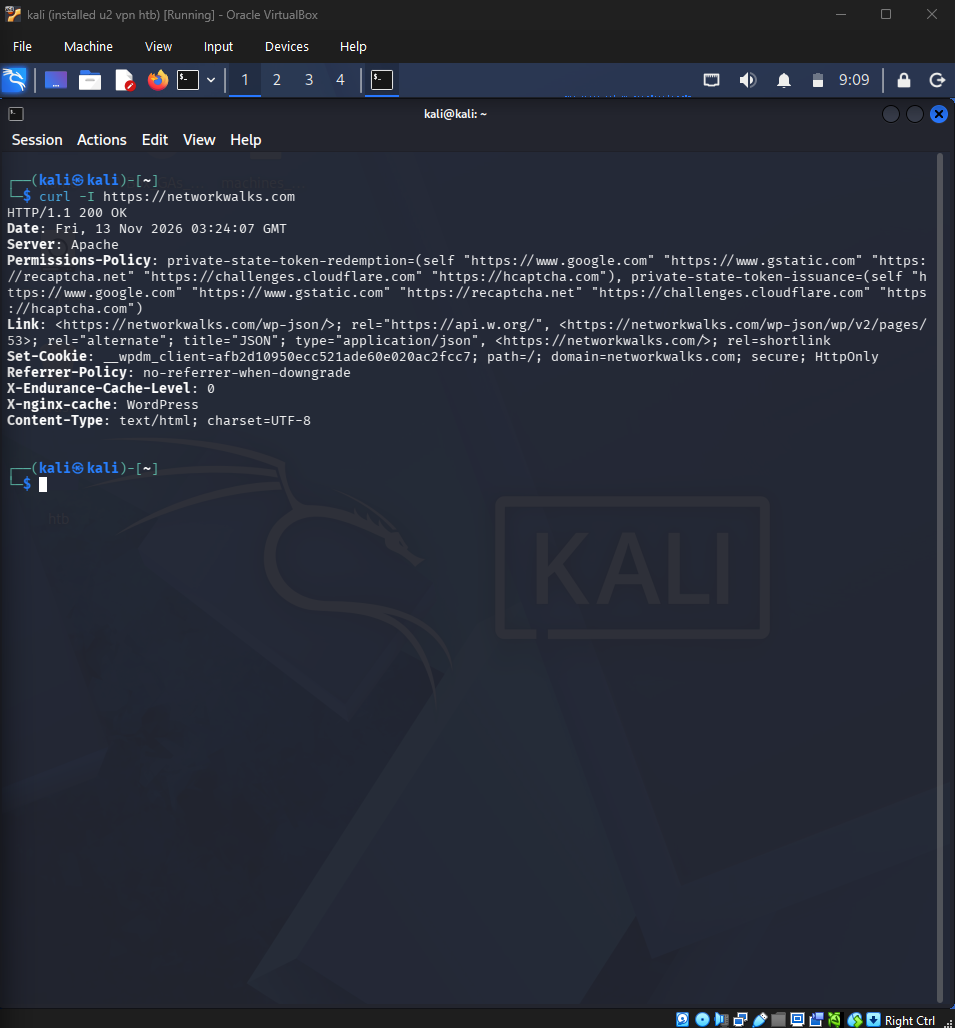 kali (installed u2 vpn htb) [Running] - Oracle VirtualBox
File Machine View Input Devices Help
1 2 3 4 9:09
kali@kali: ~
Session Actions Edit View Help
┌──(kali㉿kali)-[~]
└─$ curl -I https://networkwalks.com
HTTP/1.1 200 OK
Date: Fri, 13 Nov 2026 03:24:07 GMT
Server: Apache
Permissions-Policy: private-state-token-redemption=(self "https://www.google.com" "https://www.gstatic.com" "https:
//recaptcha.net" "https://challenges.cloudflare.com" "https://hcaptcha.com"), private-state-token-issuance=(self "h
ttps://www.google.com" "https://www.gstatic.com" "https://recaptcha.net" "https://challenges.cloudflare.com" "https
://hcaptcha.com")
Link: <https://networkwalks.com/wp-json/>; rel="https://api.w.org/", <https://networkwalks.com/wp-json/wp/v2/pages/
53>; rel="alternate"; title="JSON"; type="application/json", <https://networkwalks.com/>; rel=shortlink
Set-Cookie: __wpdm_client=afb2d10950ecc521ade60e020ac2fcc7; path=/; domain=networkwalks.com; secure; HttpOnly
Referrer-Policy: no-referrer-when-downgrade
X-Endurance-Cache-Level: 0
X-nginx-cache: WordPress
Content-Type: text/html; charset=UTF-8
┌──(kali㉿kali)-[~]
└─$
htb
KALI
Right Ctrl